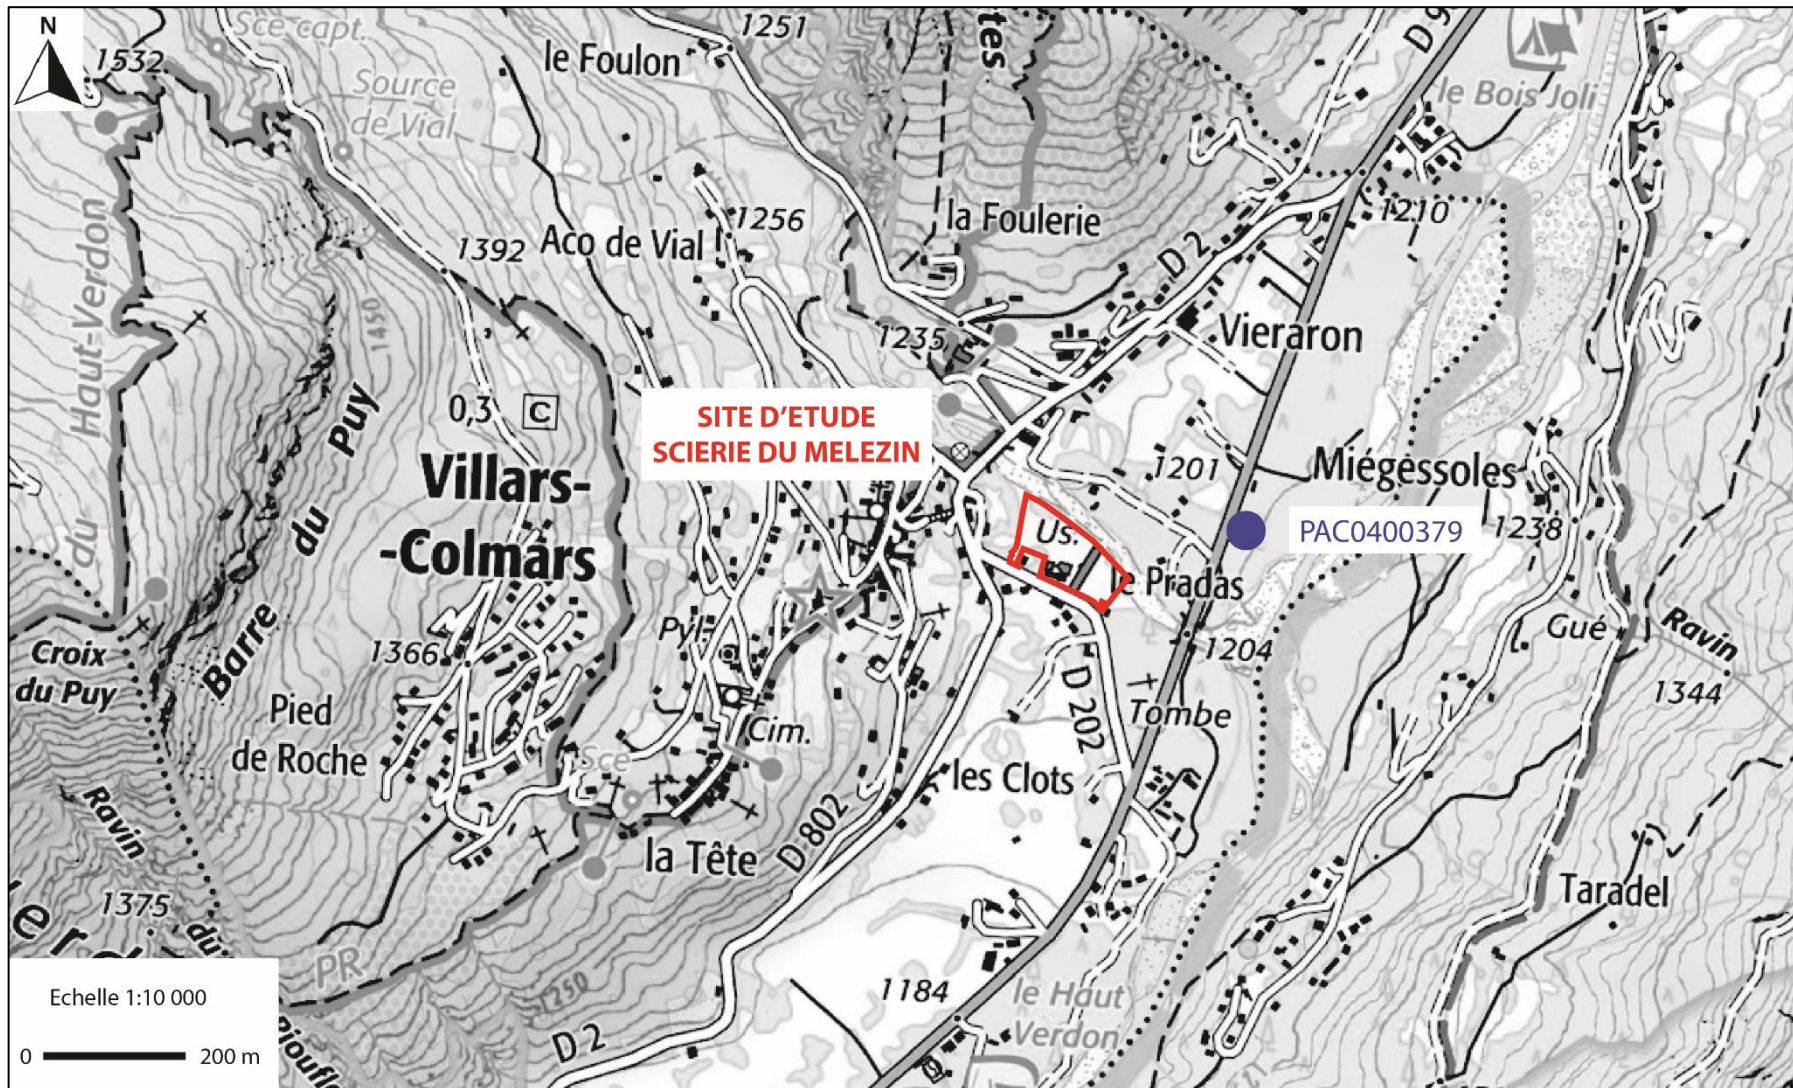 N
Sce capt.
1532
Source
de Vial
le Foulon
1251
tes
D 9
le Bois Joli
la Foulerie
1210
D 2
Aco de Vial
1256
1392
du Haut-Verdon
1450
1235
Vieraron
0,3
C
SITE D'ETUDE
SCIERIE DU MELEZIN
Villars-
-Colmars
Barre du Puy
1201
Miégessoles
1238
PAC0400379
Us.
le Pradas
Croix
du Puy
1366
Pyl.
Gué
Ravin
1344
1204
Tombe
D 202
Pied
de Roche
Sce
Cim.
les Clots
Ravin
du
la Tête
D 802
Taradel
1375
PR
1250
1184
le Haut
Verdon
D 2
Echelle 1:10 000
0
200 m